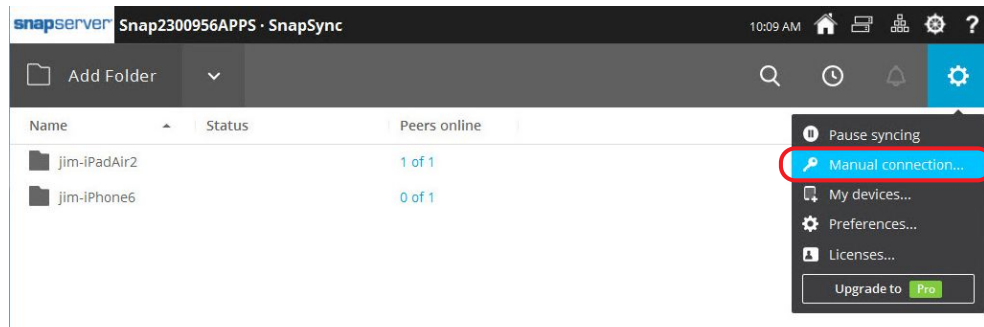 snapserver Snap2300956APPS · SnapSync 10:09 AM ?
Add Folder
Name Status Peers online
jim-iPadAir2 1 of 1
jim-iPhone6 0 of 1
Pause syncing
Manual connection...
My devices...
Preferences...
Licenses...
Upgrade to Pro